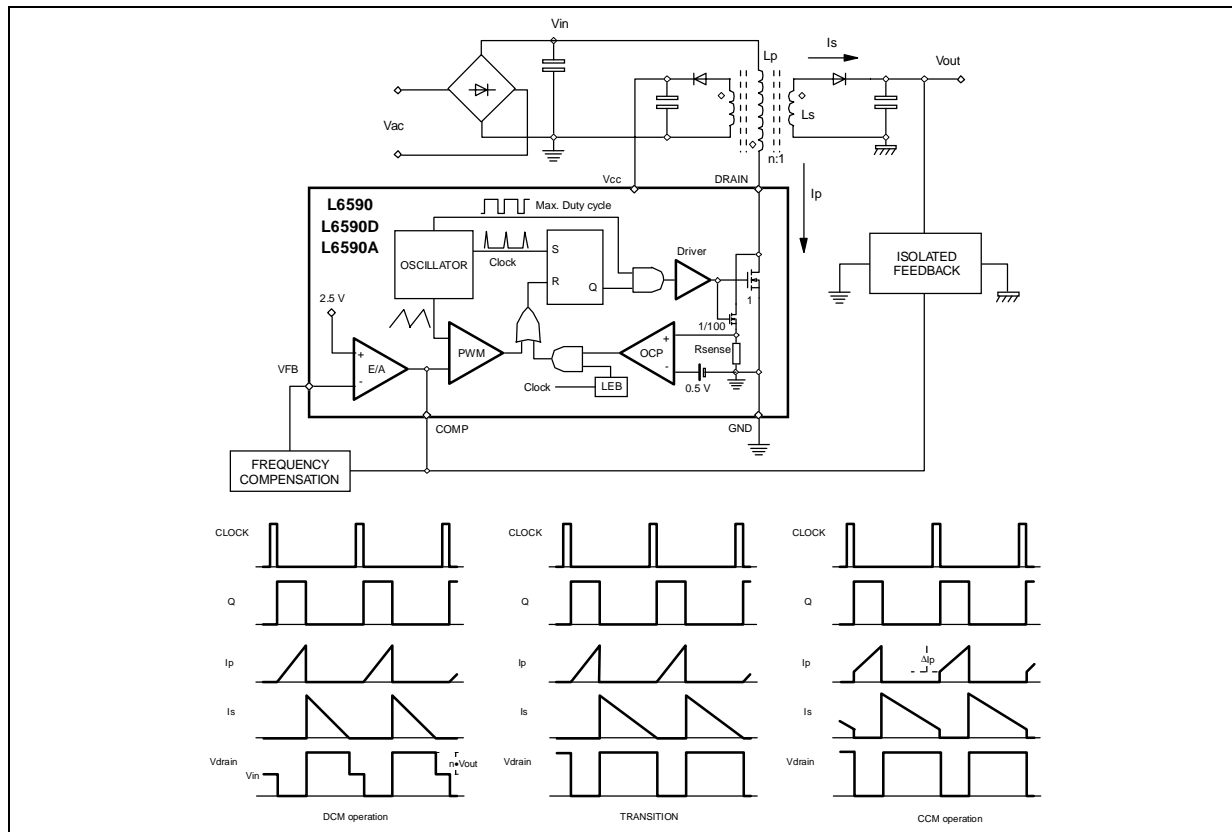 Vin
Lp
Is
Vout
Vac
Ls
n:1
Vcc
DRAIN
Ip
L6590
L6590D
L6590A
Max. Duty cycle
OSCILLATOR
Clock
S
R
Q
Driver
1
ISOLATED
FEEDBACK
2.5 V
1/100
PWM
OCP
+
-
Rsense
E/A
+
-
VFB
Clock
LEB
0.5 V
COMP
GND
FREQUENCY
COMPENSATION
CLOCK
CLOCK
CLOCK
Q
Q
Q
Ip
Ip
Ip
ΔIp
Is
Is
Is
Vdrain
Vin
n•Vout
Vdrain
Vdrain
DCM operation
TRANSITION
CCM operation